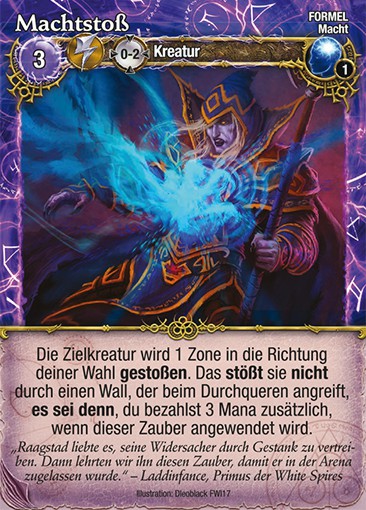 Machtstoß
FORMEL
Macht
3
0-2
Kreatur
1
Die Zielkreatur wird 1 Zone in die Richtung
deiner Wahl gestoßen. Das stößt sie nicht
durch einen Wall, der beim Durchqueren angreift,
es sei denn, du bezahlst 3 Mana zusätzlich,
wenn dieser Zauber angewendet wird.
„Raagstad liebte es, seine Widersacher durch Gestank zu vertrei-
ben. Dann lehrten wir ihn diesen Zauber, damit er in der Arena
zugelassen wurde.“ – Laddinfance, Primus der White Spires
Illustration: Dleoblack FWI17